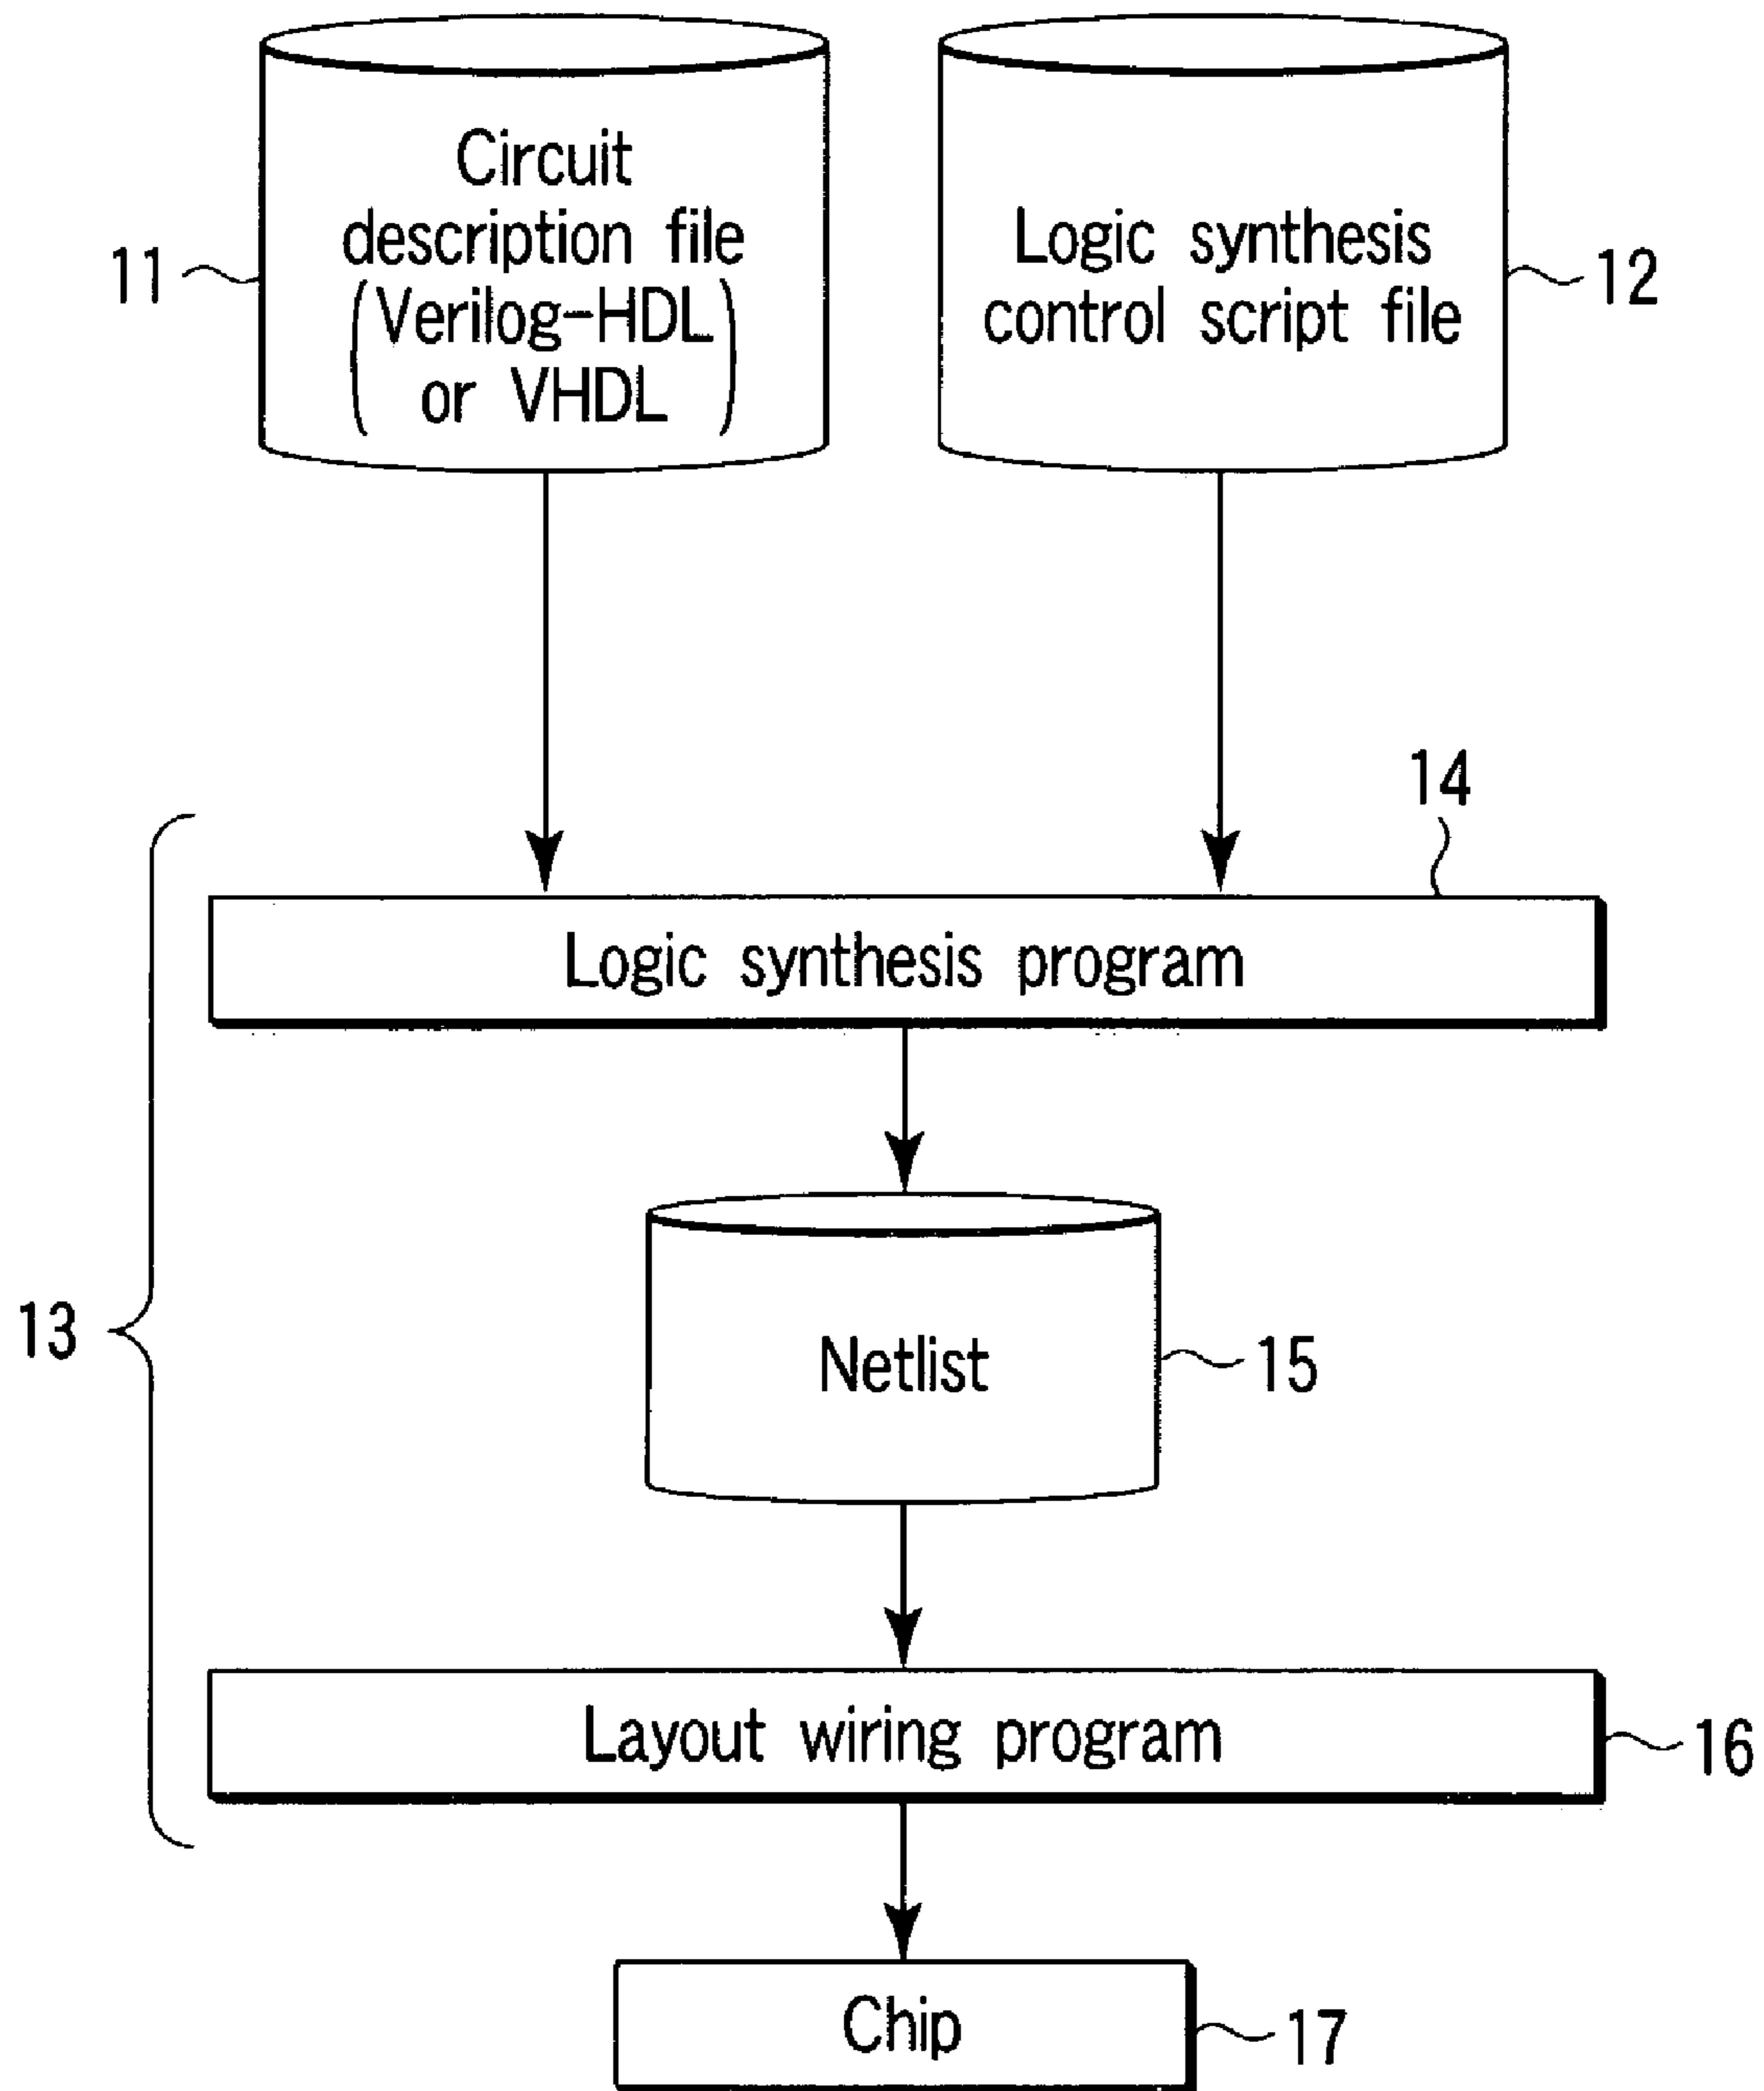 Circuit
description file
(Verilog-HDL
or VHDL)
11
Logic synthesis
control script file
12
14
Logic synthesis program
13
Netlist
15
Layout wiring program
16
Chip
17